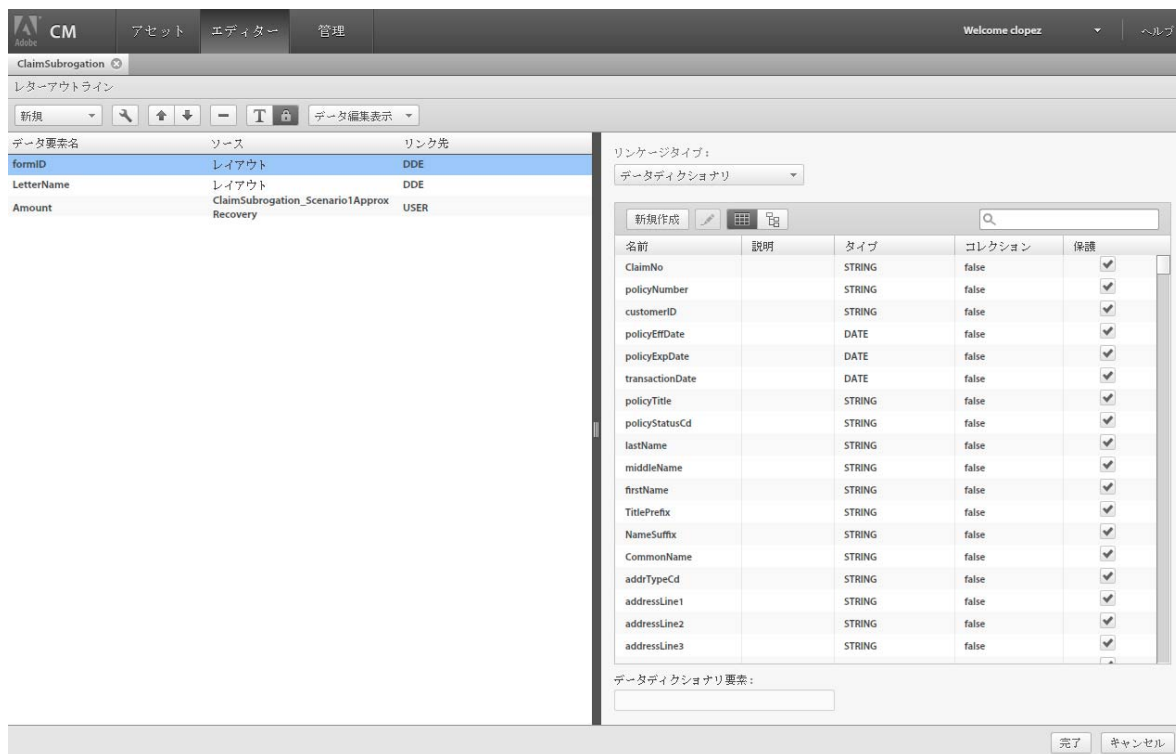 Adobe CM アセット エディター 管理 Welcome clopez ヘルプ
ClaimSubrogation
レターアウトライン
新規 T データ編集表示
データ要素名 ソース リンク先
formID レイアウト DDE
LetterName レイアウト DDE
Amount ClaimSubrogation_Scenario1Approx Recovery USER
リンケージタイプ:
データディクショナリ
新規作成
名前 説明 タイプ コレクション 保護
ClaimNo STRING false
policyNumber STRING false
customerID STRING false
policyEffDate DATE false
policyExpDate DATE false
transactionDate DATE false
policyTitle STRING false
policyStatusCd STRING false
lastName STRING false
middleName STRING false
firstName STRING false
TitlePrefix STRING false
NameSuffix STRING false
CommonName STRING false
addrTypeCd STRING false
addressLine1 STRING false
addressLine2 STRING false
addressLine3 STRING false
データディクショナリ要素:
完了 キャンセル